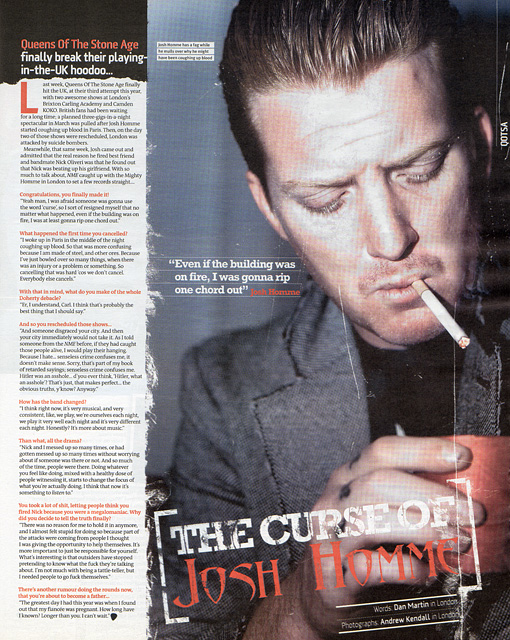 Queens Of The Stone Age
finally break their playing-
in-the-UK hoodoo...
Josh Homme has a fag while
he mulls over why he might
have been coughing up blood
Last week, Queens Of The Stone Age finally
hit the UK, at their third attempt this year,
with two awesome shows at London's
Brixton Carling Academy and Camden
KOKO. British fans had been waiting
for a long time; a planned three-gigs-in-a-night
spectacular in March was pulled after Josh Homme
started coughing up blood in Paris. Then, on the day
two of those shows were rescheduled, London was
attacked by suicide bombers.
Meanwhile, that same week, Josh came out and
admitted that the real reason he fired best friend
and bandmate Nick Oliveri was that he found out
that Nick was beating up his girlfriend. With so
much to talk about, NME caught up with the Mighty
Homme in London to set a few records straight...
Congratulations, you finally made it!
"Yeah man, I was afraid someone was gonna use
the word 'curse', so I sort of resigned myself that no
matter what happened, even if the building was on
fire, I was at least gonna rip one chord out."
What happened the first time you cancelled?
"I woke up in Paris in the middle of the night
coughing up blood. So that was more confusing
because I am made of steel, and other ores. Because
I've just bowled over so many things, when there
was an injury or a problem or something. So
cancelling that was hard 'cos we don't cancel.
Everybody else cancels."
With that in mind, what do you make of the whole
Doherty debacle?
"Er, I understand, Carl. I think that's probably the
best thing that I should say."
And so you rescheduled those shows...
"And someone disgraced your city. And then
your city immediately would not take it. As I told
someone from the NME before, if they had caught
those people alive, I would play their hanging.
Because I hate... senseless crime confuses me, it
doesn't make sense. Sorry, that's part of my book
of retarded sayings; senseless crime confuses me.
Hitler was an asshole... d'you ever think, 'Hitler, what
an asshole'? That's just, that makes perfect... the
obvious truths, y'know? Anyway."
How has the band changed?
"I think right now, it's very musical, and very
consistent, like, we play, we're ourselves each night,
we play it very well each night and it's very different
each night. Honestly? It's more about music."
Than what, all the drama?
"Nick and I messed up so many times, or had
gotten messed up so many times without worrying
about if someone was there or not. And so much
of the time, people were there. Doing whatever
you feel like doing, mixed with a healthy dose of
people witnessing it, starts to change the focus of
what you're actually doing. I think that now it's
something to listen to."
You took a lot of shit, letting people think you
fired Nick because you were a megalomaniac. Why
did you decide to tell the truth finally?
"There was no reason for me to hold it in anymore,
and I almost felt stupid for doing so because part of
the attacks were coming from people I thought
I was giving the opportunity to help themselves. It's
more important to just be responsible for yourself.
What's interesting is that outsiders have stopped
pretending to know what the fuck they're talking
about. I'm not much with being a tattle-teller, but
I needed people to go fuck themselves."
There's another rumour doing the rounds now,
that you're about to become a father...
"The greatest day I had this year was when I found
out that my fiancée was pregnant. How long have
I known? Longer than you. I can't wait."
"Even if the building was
on fire, I was gonna rip
one chord out" Josh Homme
QOTSA
THE CURSE OF
JOSH HOMME
Words: Dan Martin in London
Photographs: Andrew Kendall in London